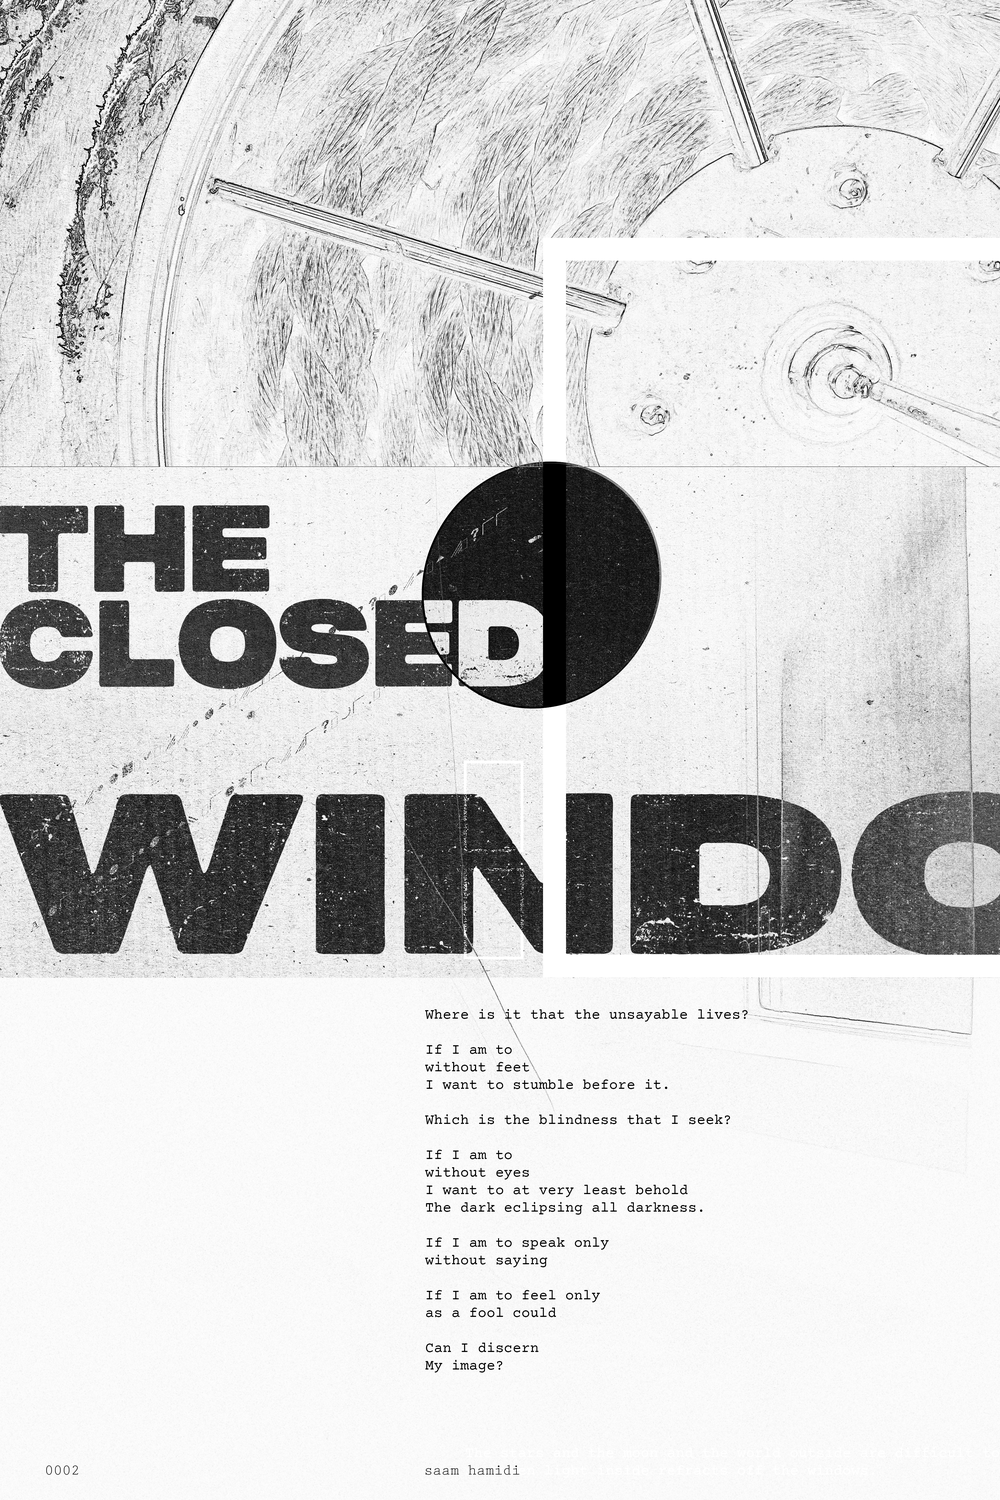 THE
CLOSED
WINDO
Where is it that the unsayable lives?
If I am to
without feet
I want to stumble before it.
Which is the blindness that I seek?
If I am to
without eyes
I want to at very least behold
The dark eclipsing all darkness.
If I am to speak only
without saying
If I am to feel only
as a fool could
Can I discern
My image?
0002
saam hamidi